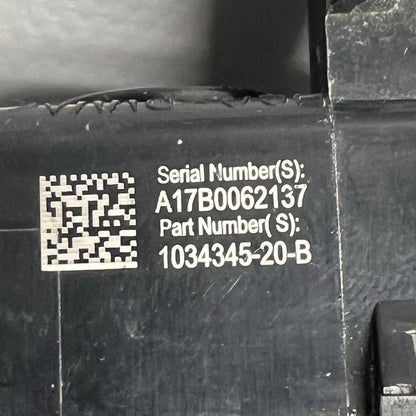 Serial Number(S):
A17B0062137
Part Number( S):
1034345-20-B